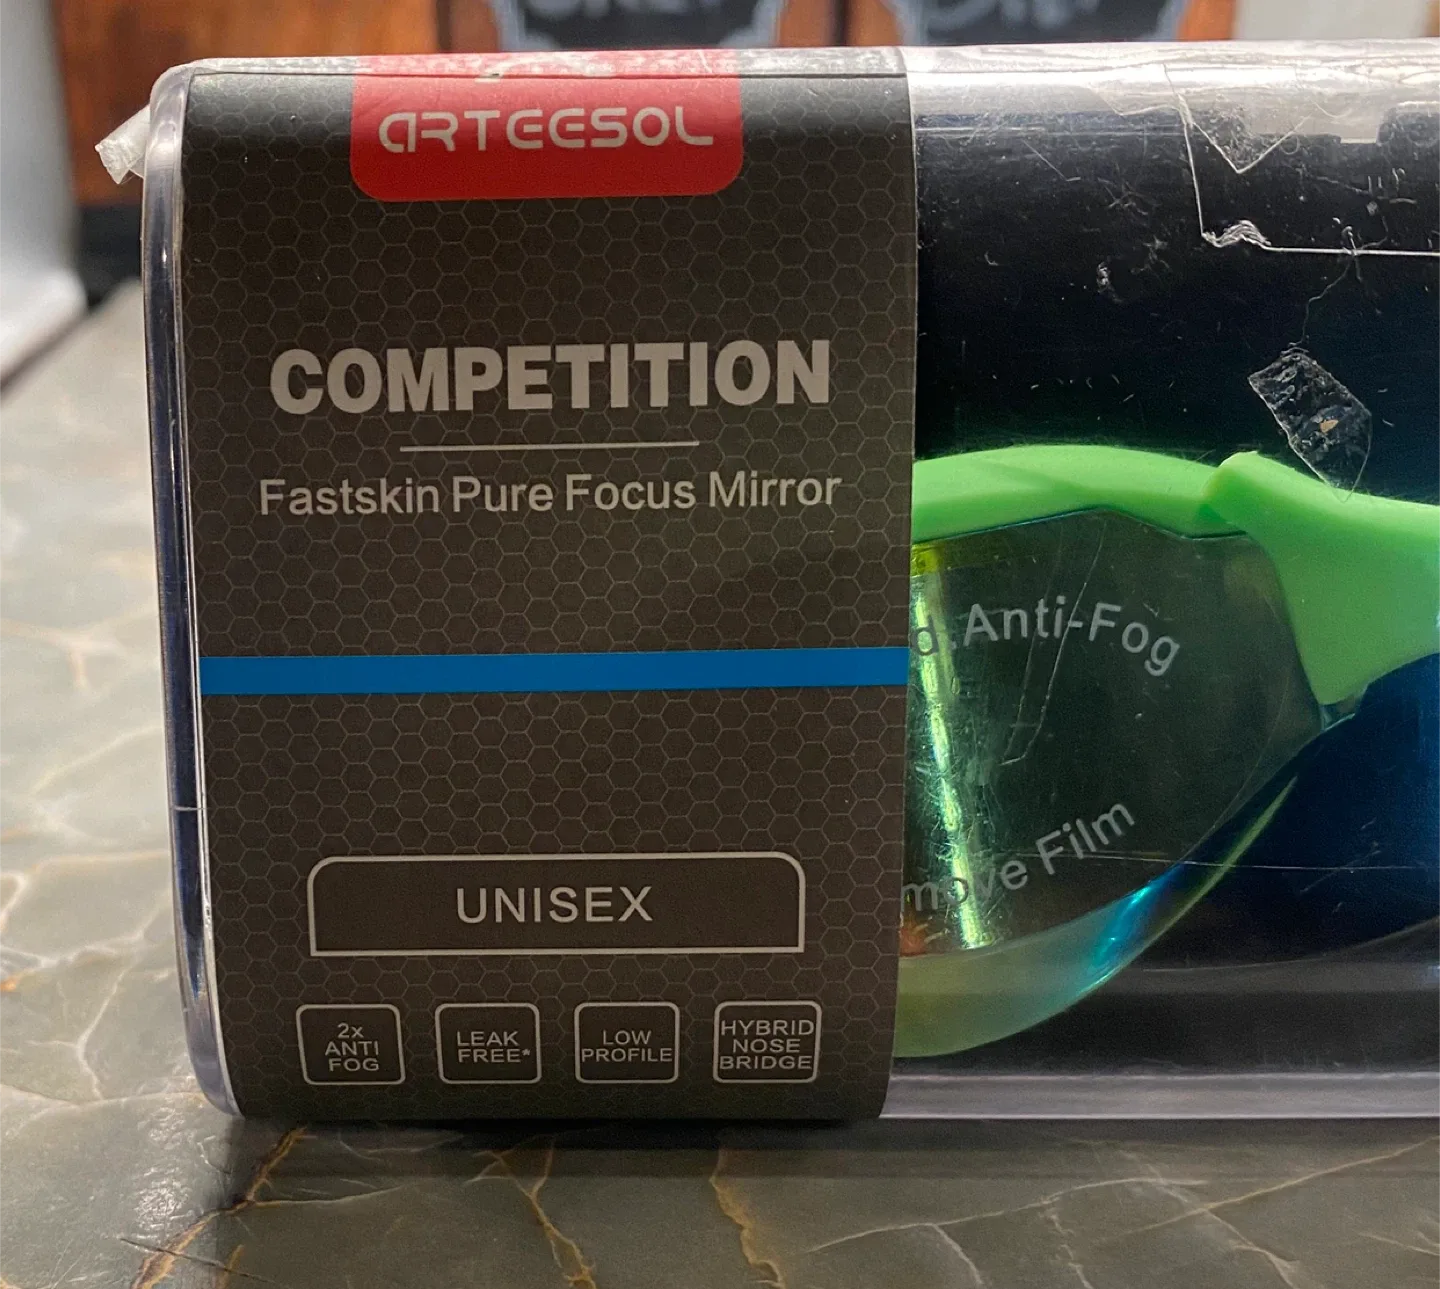 ARTEESOL
COMPETITION
Fastskin Pure Focus Mirror
UNISEX
2x
ANTI
FOG
LEAK
FREE*
LOW
PROFILE
HYBRID
NOSE
BRIDGE
d.Anti-Fog
move Film